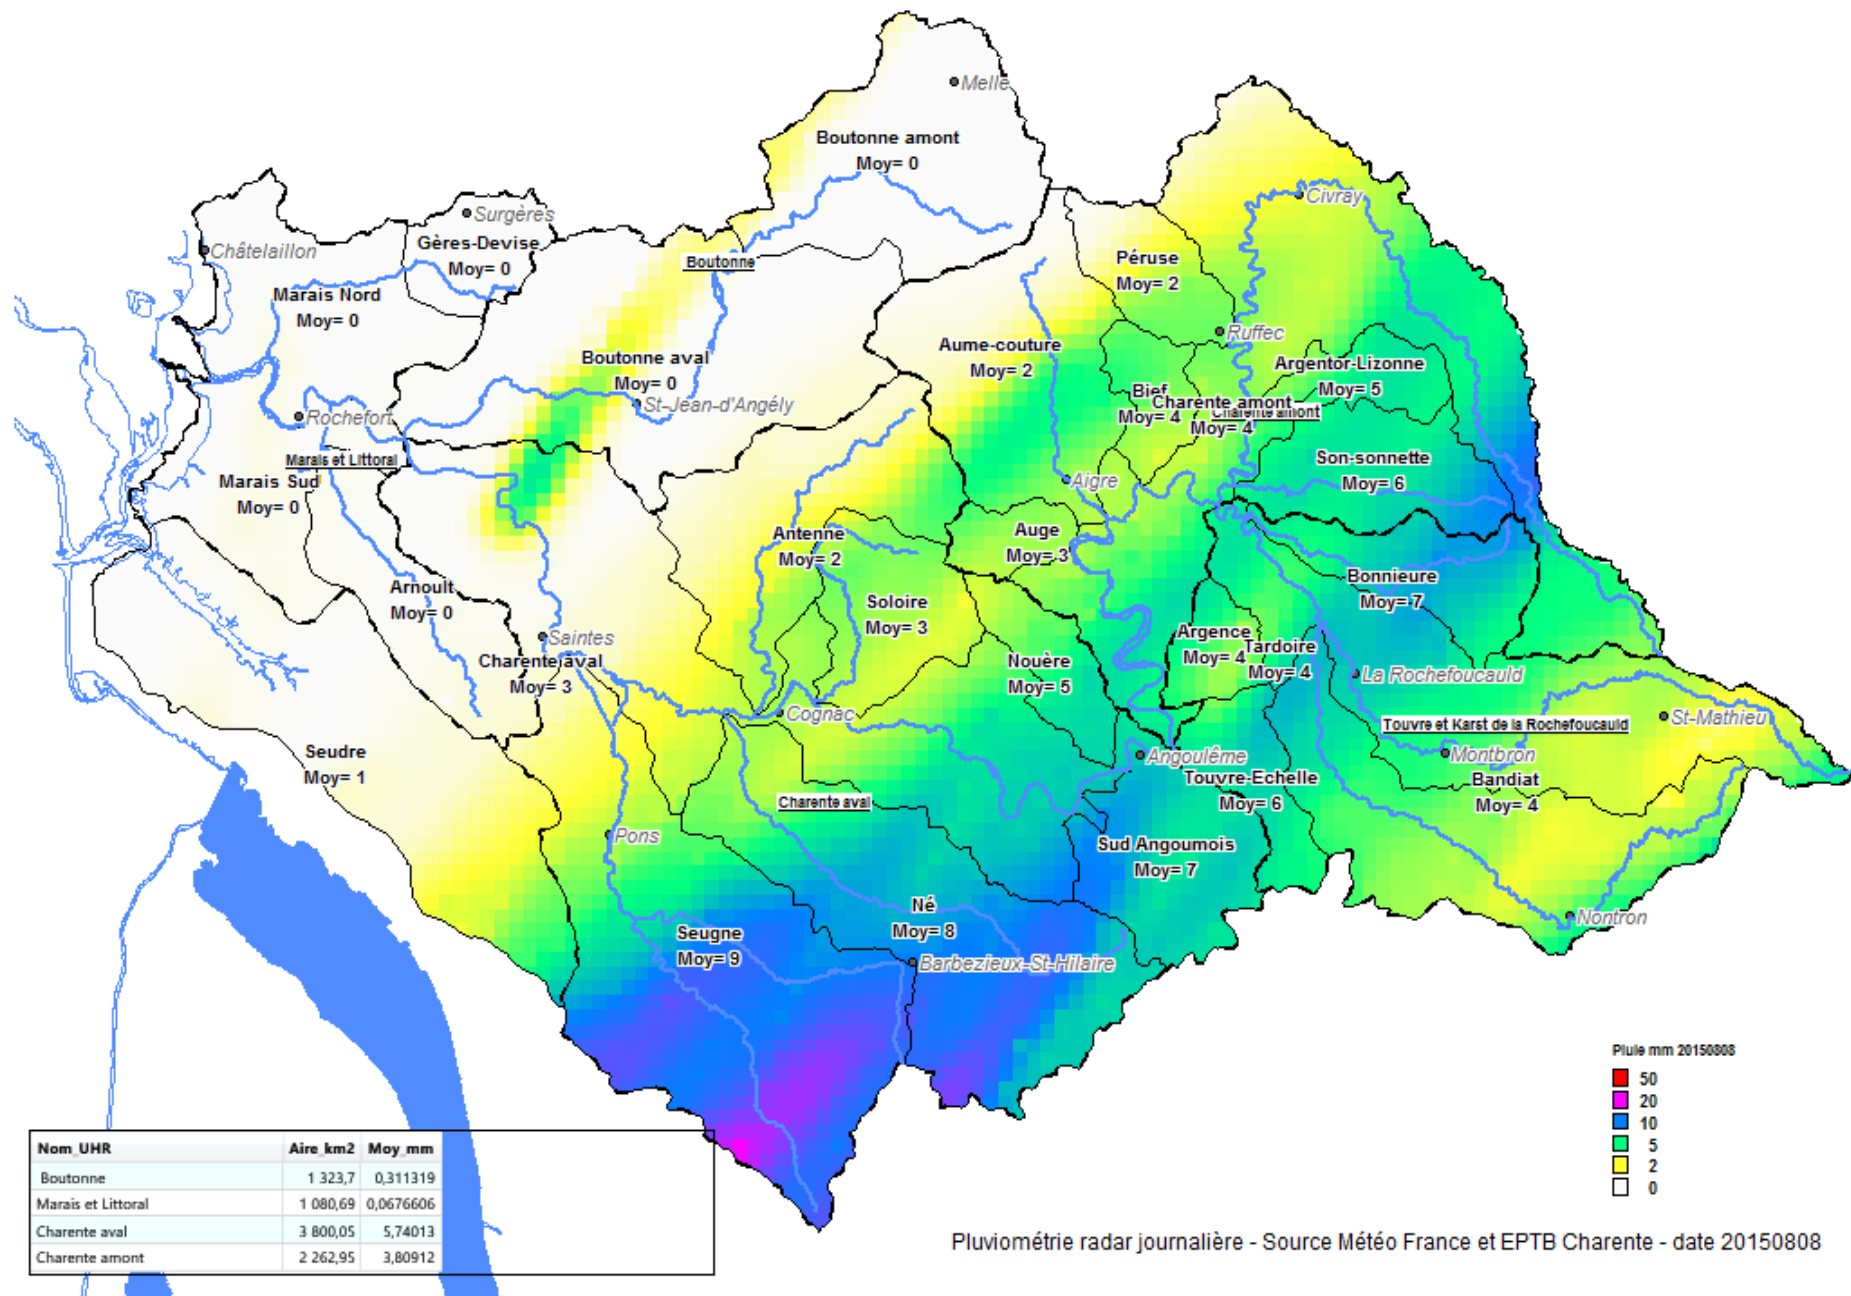 Melle
Boutonne amont
Moy= 0
Civray
Surgères
Gères-Devise
Moy= 0
Châtelaillon
Boutonne
Péruse
Moy= 2
Marais Nord
Moy= 0
Ruffec
Boutonne aval
Moy= 0
Aume-couture
Moy= 2
Argentor-Lizonne
Moy= 5
Bief
Moy= 4
Charente amont
Moy= 4
Charente amont
St-Jean-d'Angély
Rochefort
Marais et Littoral
Marais Sud
Moy= 0
Son-sonnette
Moy= 6
Aigre
Antenne
Moy= 2
Auge
Moy= 3
Bonnieure
Moy= 7
Arnoult
Moy= 0
Soloire
Moy= 3
Saintes
Charente aval
Moy= 3
Nouère
Moy= 5
Argence
Moy= 4
Tardoire
Moy= 4
La Rochefoucauld
Cognac
St-Mathieu
Touvre et Karst de la Rochefoucauld
Seudre
Moy= 1
Angoulême
Montbron
Touvre-Echelle
Moy= 6
Bandiat
Moy= 4
Charente aval
Pons
Sud Angoumois
Moy= 7
Né
Moy= 8
Nontron
Seugne
Moy= 9
Barbezieux-St-Hilaire
Pluie mm 20150808
50
20
10
5
2
0
Nom_UHR Aire_km2 Moy_mm
Boutonne 1 323,7 0,311319
Marais et Littoral 1 080,69 0,0676606
Charente aval 3 800,05 5,74013
Charente amont 2 262,95 3,80912
Pluviométrie radar journalière - Source Météo France et EPTB Charente - date 20150808